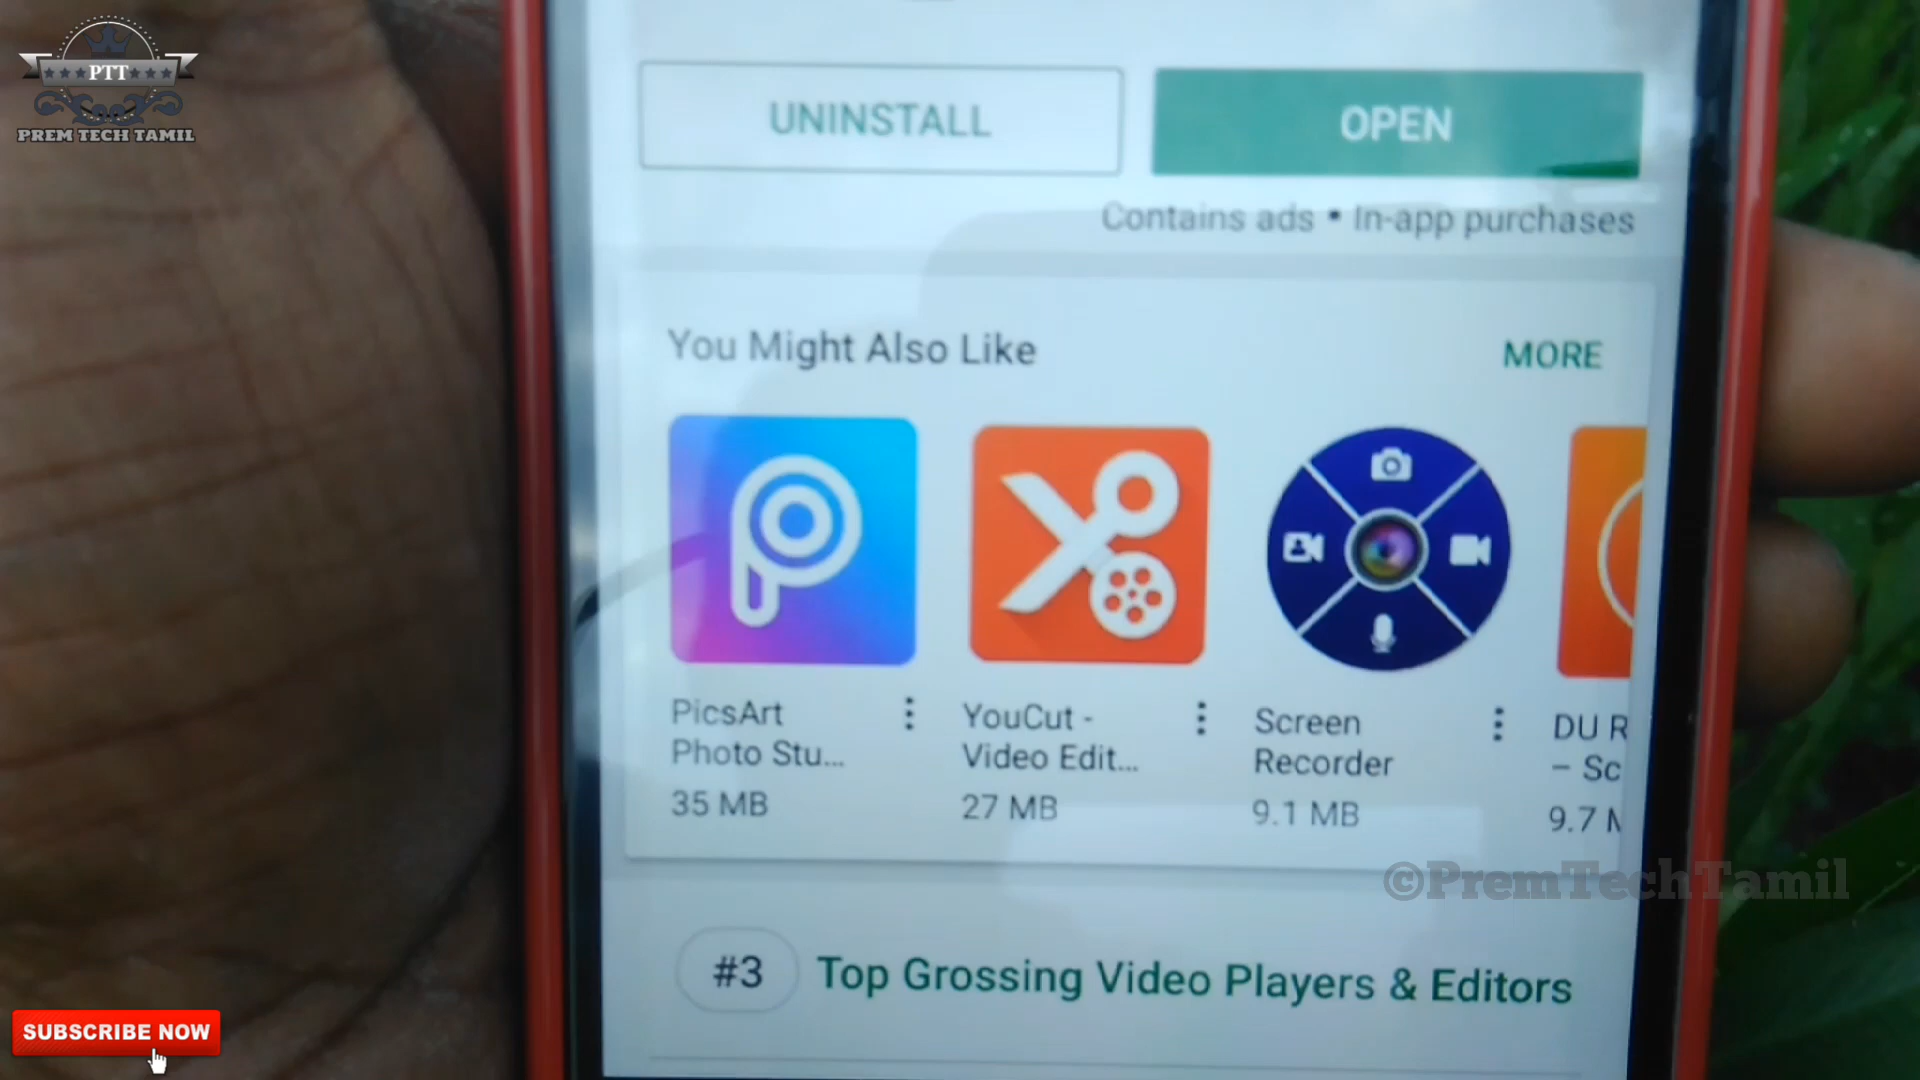 PTT
PREM TECH TAMIL
UNINSTALL
OPEN
Contains ads • In-app purchases
You Might Also Like
MORE
PicsArt
Photo Stu...
35 MB
YouCut -
Video Edit...
27 MB
Screen
Recorder
9.1 MB
DU R
– Sc
9.7 M
©PremTechTamil
#3 Top Grossing Video Players & Editors
SUBSCRIBE NOW